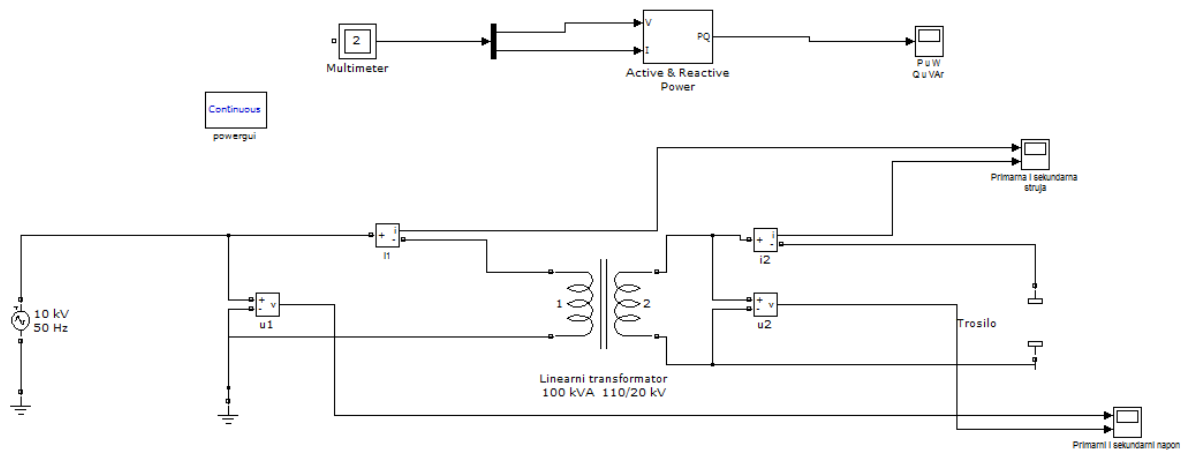 2
Multimeter
V
I
PQ
Active & Reactive
Power
P u W
Q u VAr
Continuous
powergui
Primarna i sekundarna
struja
+
i
-
I1
+
i
-
i2
10 kV
50 Hz
+
-
v
u1
1
2
+
-
v
u2
Trosilo
Linearni transformator
100 kVA 110/20 kV
Primarni i sekundarni napon